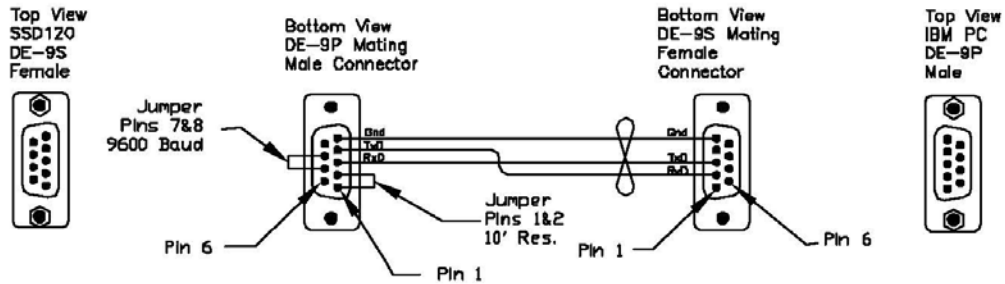 Top View
SSD120
DE-9S
Female
Bottom View
DE-9P Mating
Male Connector
Bottom View
DE-9S Mating
Female
Connector
Top View
IBM PC
DE-9P
Male
Jumper
Pins 7&8
9600 Baud
Gnd
TxD
RxD
Gnd
TxD
RxD
Jumper
Pins 1&2
10' Res.
Pin 6
Pin 1
Pin 1
Pin 6